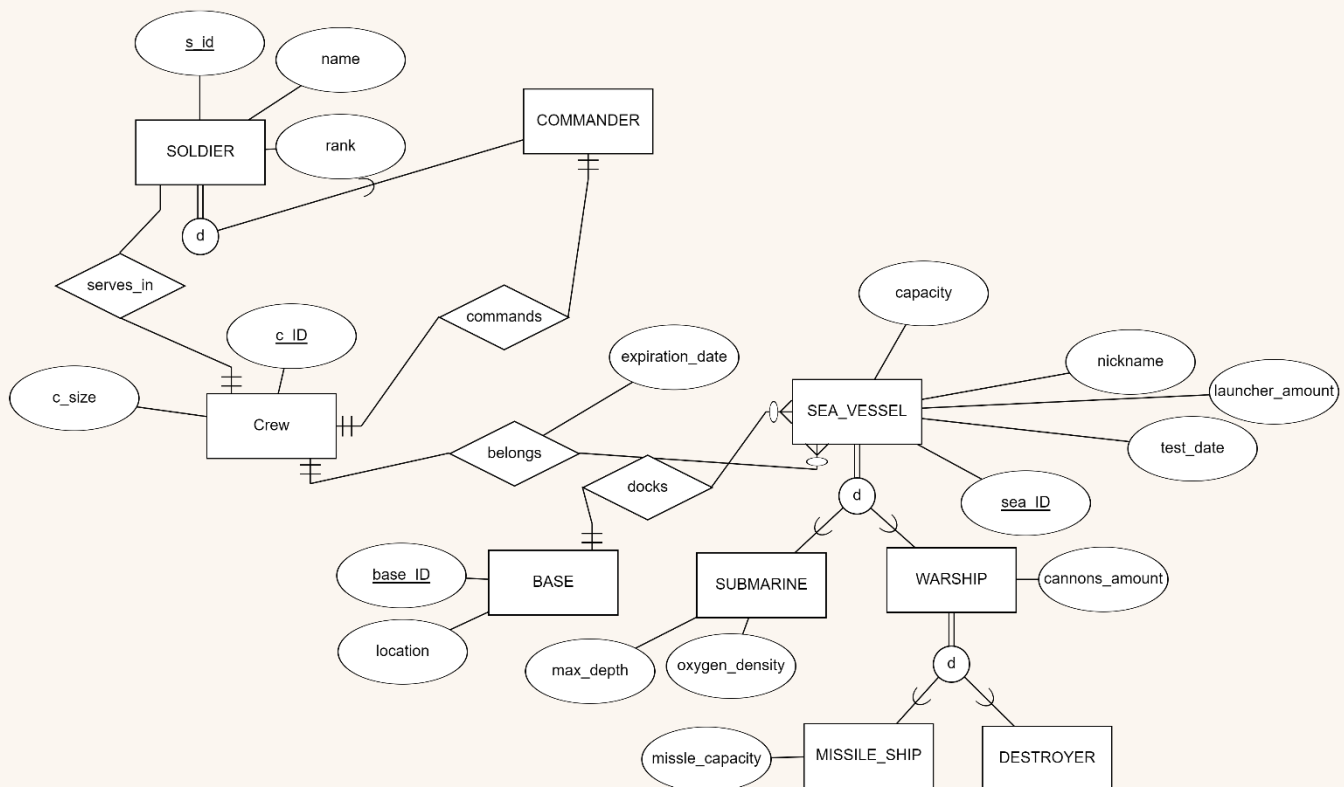 s_id
name
COMMANDER
SOLDIER
rank
d
serves_in
capacity
commands
c_ID
expiration_date
nickname
c_size
launcher_amount
SEA_VESSEL
Crew
test_date
belongs
docks
d
sea_ID
base_ID
BASE
SUBMARINE
WARSHIP
cannons_amount
location
max_depth
oxygen_density
d
missle_capacity
MISSILE_SHIP
DESTROYER